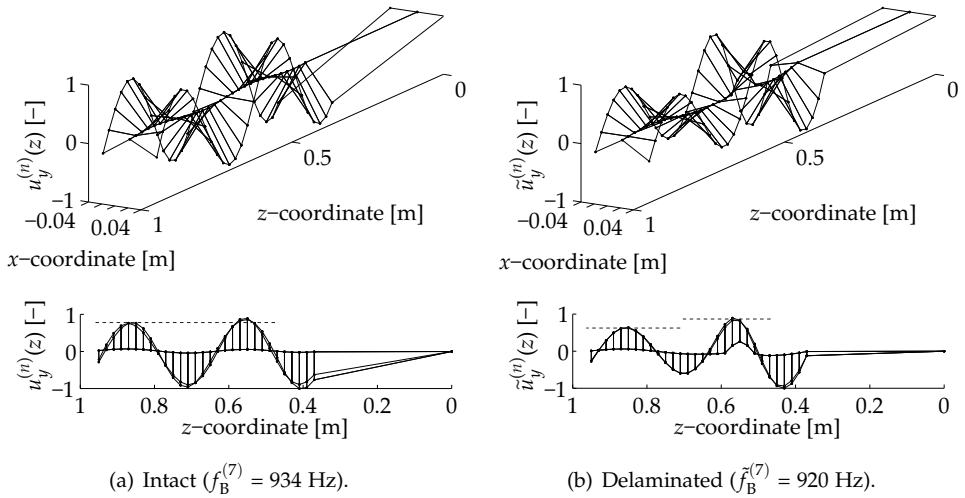 1
0
−1
u_y^{(n)}(z) [−]
−0.04
0.04
1
0.5
0
z−coordinate [m]
x−coordinate [m]
1
0
−1
ũ_y^{(n)}(z) [−]
−0.04
0.04
1
0.5
0
z−coordinate [m]
x−coordinate [m]
1
0
−1
u_y^{(n)}(z) [−]
1 0.8 0.6 0.4 0.2 0
z−coordinate [m]
1
0
−1
ũ_y^{(n)}(z) [−]
1 0.8 0.6 0.4 0.2 0
z−coordinate [m]
(a) Intact (f_B^{(7)} = 934 Hz).
(b) Delaminated (f̃_B^{(7)} = 920 Hz).